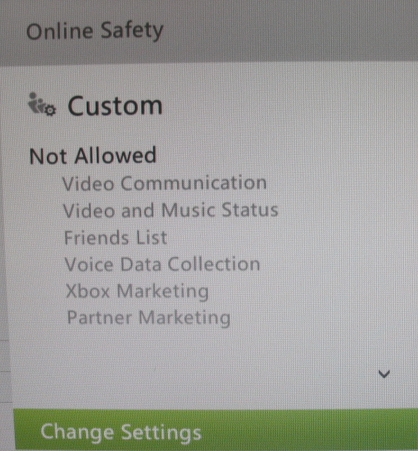 Online Safety
Custom
Not Allowed
Video Communication
Video and Music Status
Friends List
Voice Data Collection
Xbox Marketing
Partner Marketing
Change Settings